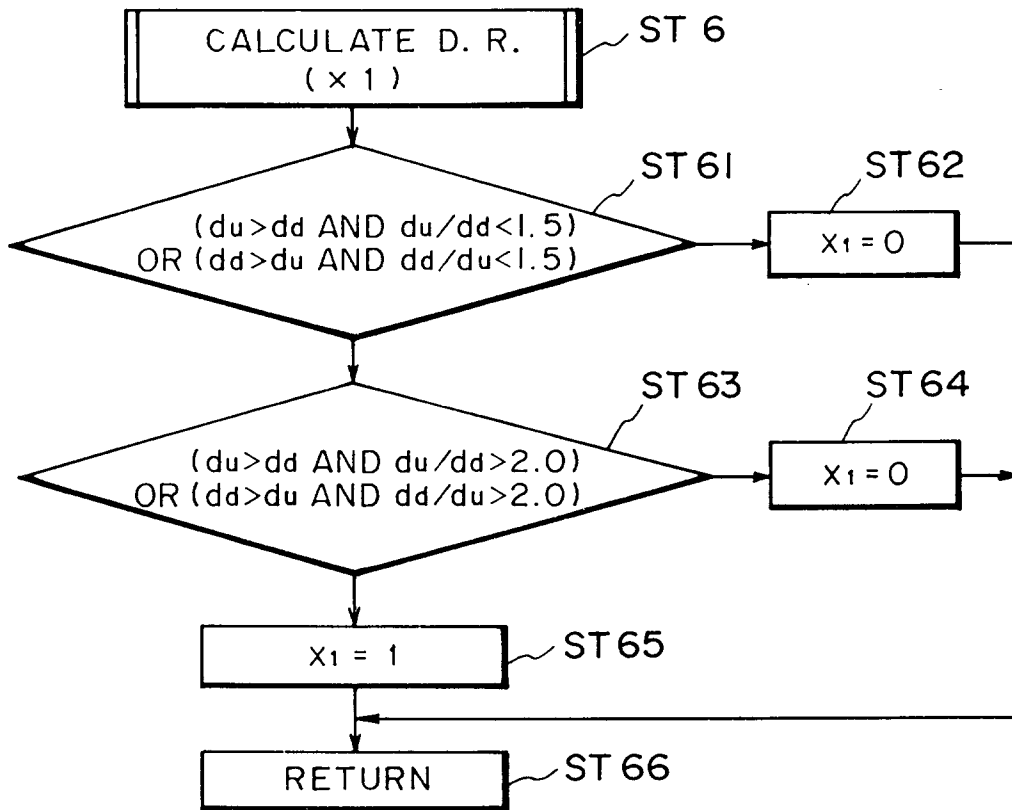 CALCULATE D. R.
(x 1)
ST 6
ST 61
(du>dd AND du/dd<1.5)
OR (dd>du AND dd/du<1.5)
ST 62
X1 = 0
ST 63
(du>dd AND du/dd>2.0)
OR (dd>du AND dd/du>2.0)
ST 64
X1 = 0
X1 = 1
ST 65
RETURN
ST 66